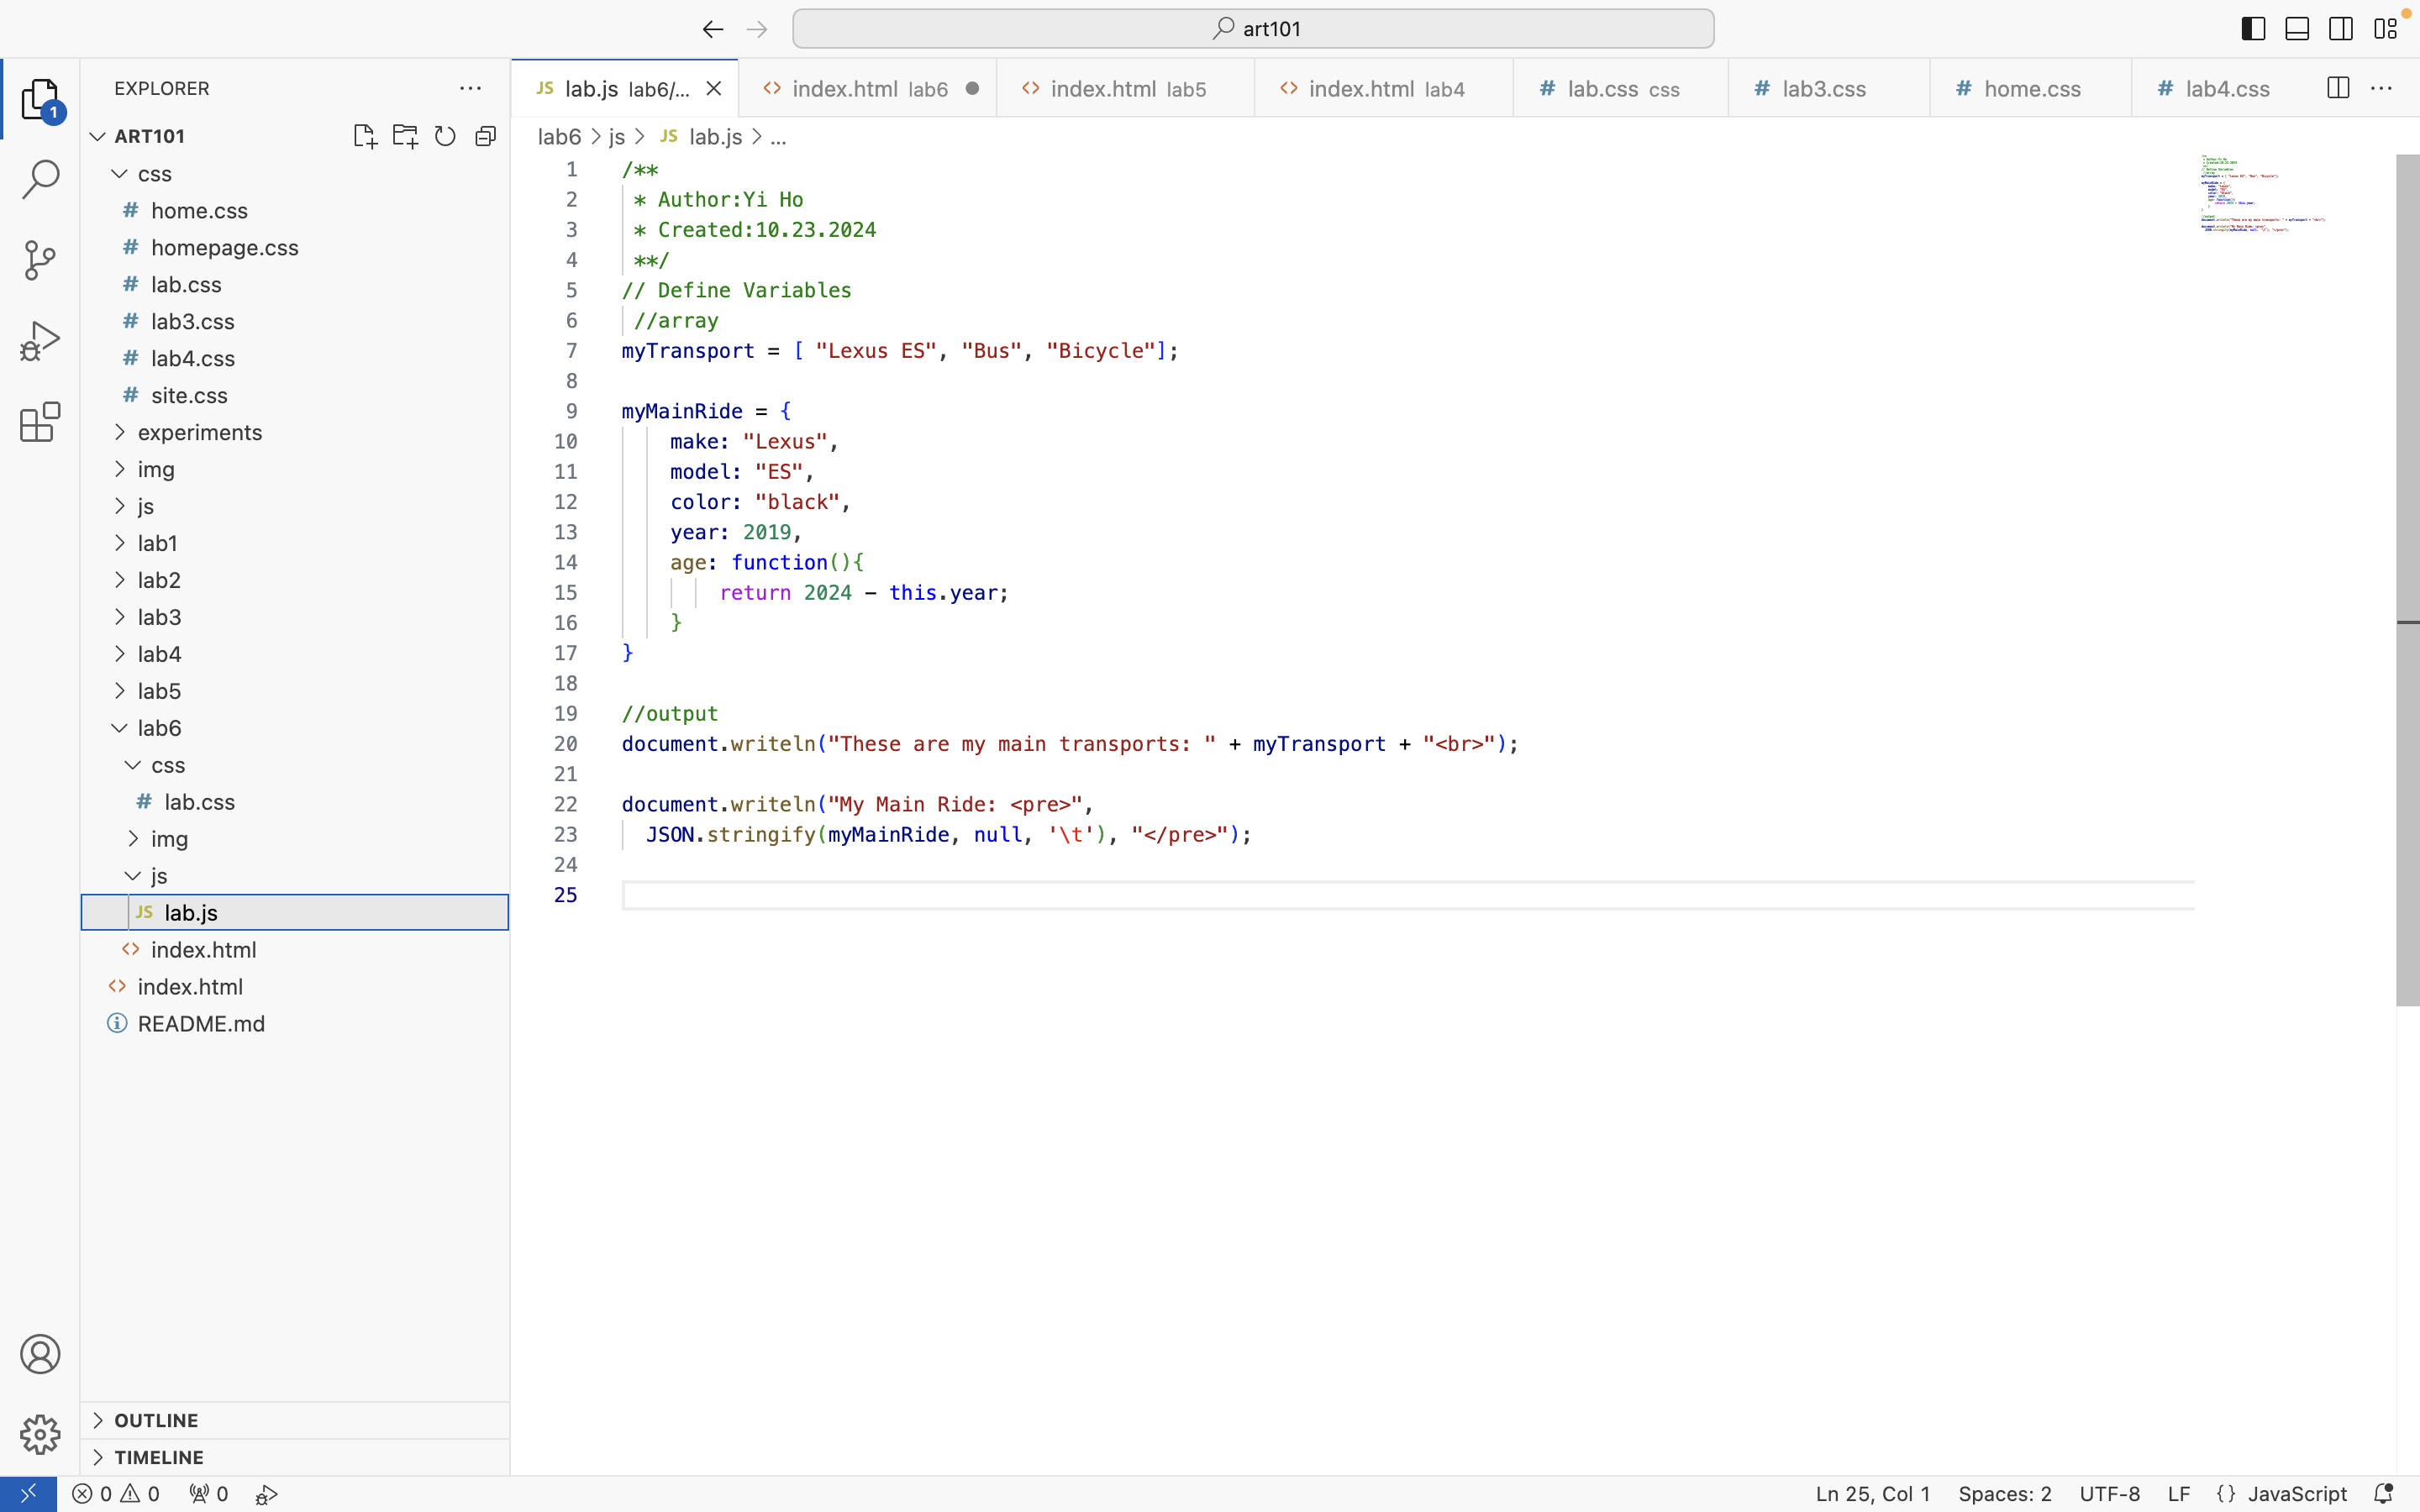 art101
EXPLORER
1
ART101
css
home.css
homepage.css
lab.css
lab3.css
lab4.css
site.css
experiments
img
js
lab1
lab2
lab3
lab4
lab5
lab6
css
lab.css
img
js
JS lab.js
index.html
index.html
README.md
OUTLINE
TIMELINE
JS lab.js lab6/... index.html lab6 index.html lab5 index.html lab4 # lab.css css # lab3.css # home.css # lab4.css
lab6 > js > JS lab.js > ...
1 /**
2 * Author:Yi Ho
3 * Created:10.23.2024
4 **/
5 // Define Variables
6 //array
7 myTransport = [ "Lexus ES", "Bus", "Bicycle"];
8
9 myMainRide = {
10 make: "Lexus",
11 model: "ES",
12 color: "black",
13 year: 2019,
14 age: function(){
15 return 2024 - this.year;
16 }
17 }
18
19 //output
20 document.writeln("These are my main transports: " + myTransport + "<br>");
21
22 document.writeln("My Main Ride: <pre>",
23 JSON.stringify(myMainRide, null, '\t'), "</pre>");
24
25
0 0 0 Ln 25, Col 1 Spaces: 2 UTF-8 LF {} JavaScript